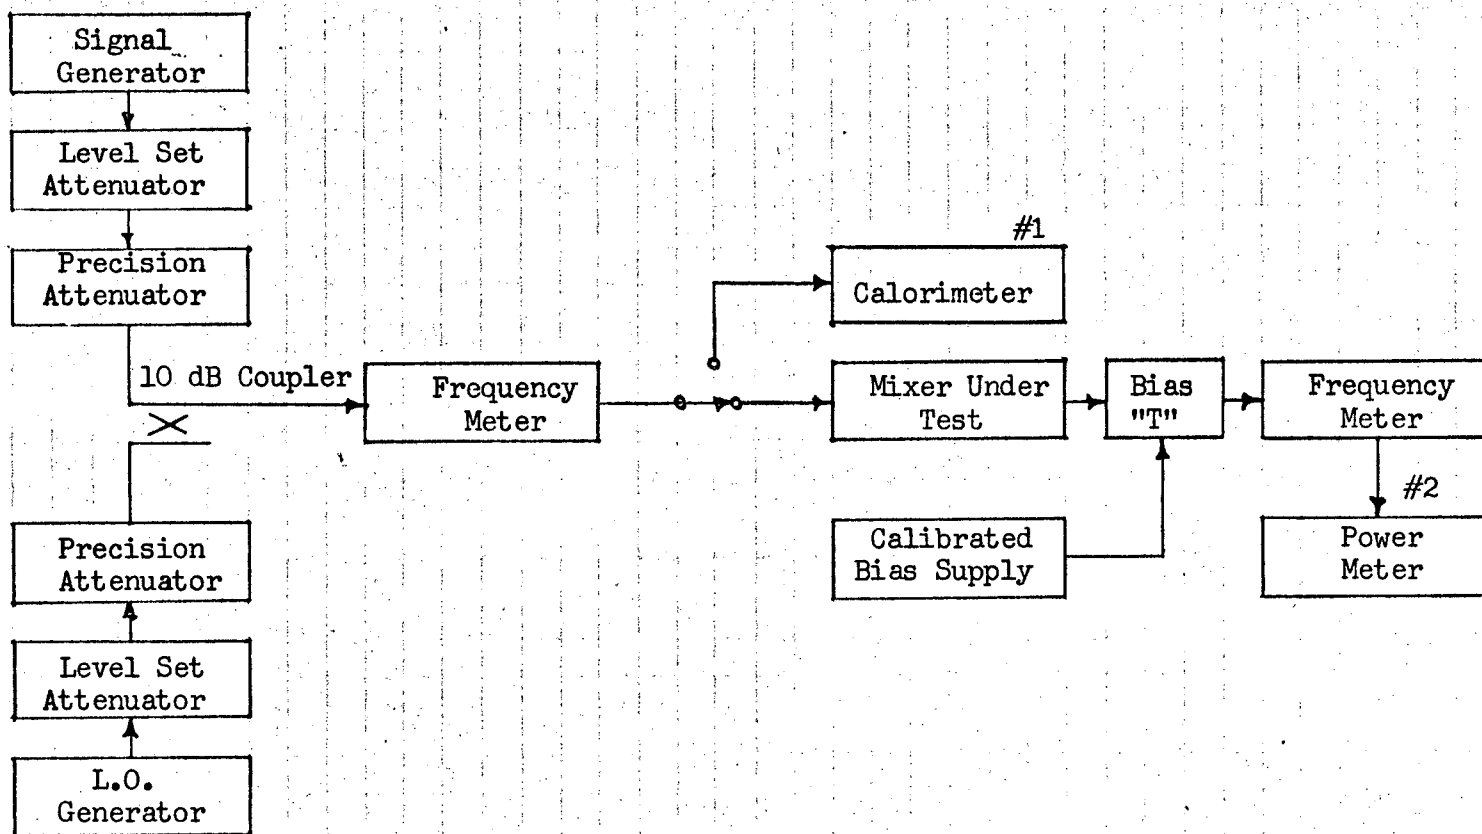 Signal
Generator
Level Set
Attenuator
Precision
Attenuator
10 dB Coupler
Frequency
Meter
#1
Calorimeter
Mixer Under
Test
Bias
"T"
Frequency
Meter
#2
Power
Meter
Calibrated
Bias Supply
Precision
Attenuator
Level Set
Attenuator
L.O.
Generator